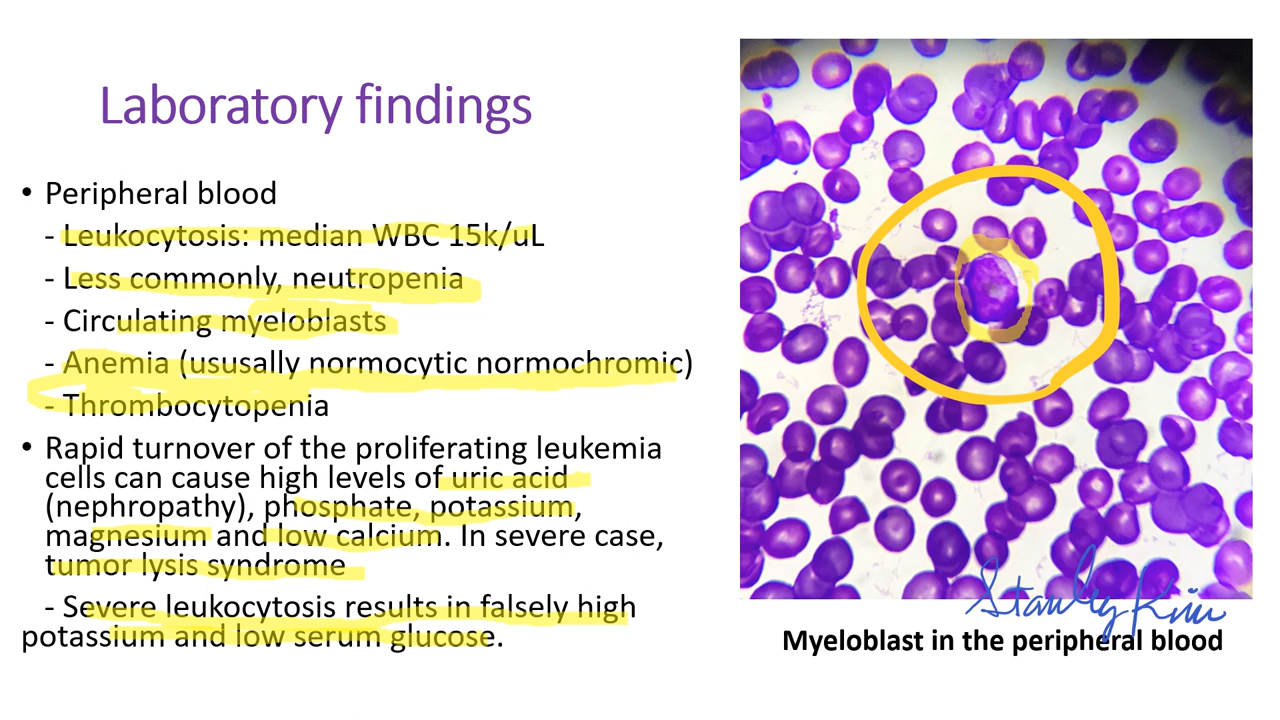 Laboratory findings
• Peripheral blood
- Leukocytosis: median WBC 15k/uL
- Less commonly, neutropenia
- Circulating myeloblasts
- Anemia (ususally normocytic normochromic)
- Thrombocytopenia
• Rapid turnover of the proliferating leukemia
cells can cause high levels of uric acid
(nephropathy), phosphate, potassium,
magnesium and low calcium. In severe case,
tumor lysis syndrome
- Severe leukocytosis results in falsely high
potassium and low serum glucose.
Stanley Kim
Myeloblast in the peripheral blood